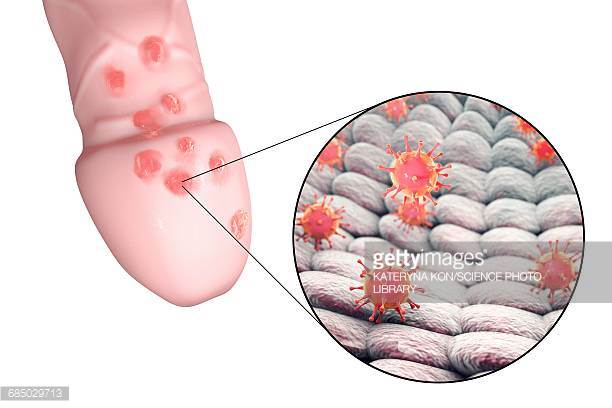 gettyimages
KATERYNA KON/SCIENCE PHOTO
LIBRARY
685029713